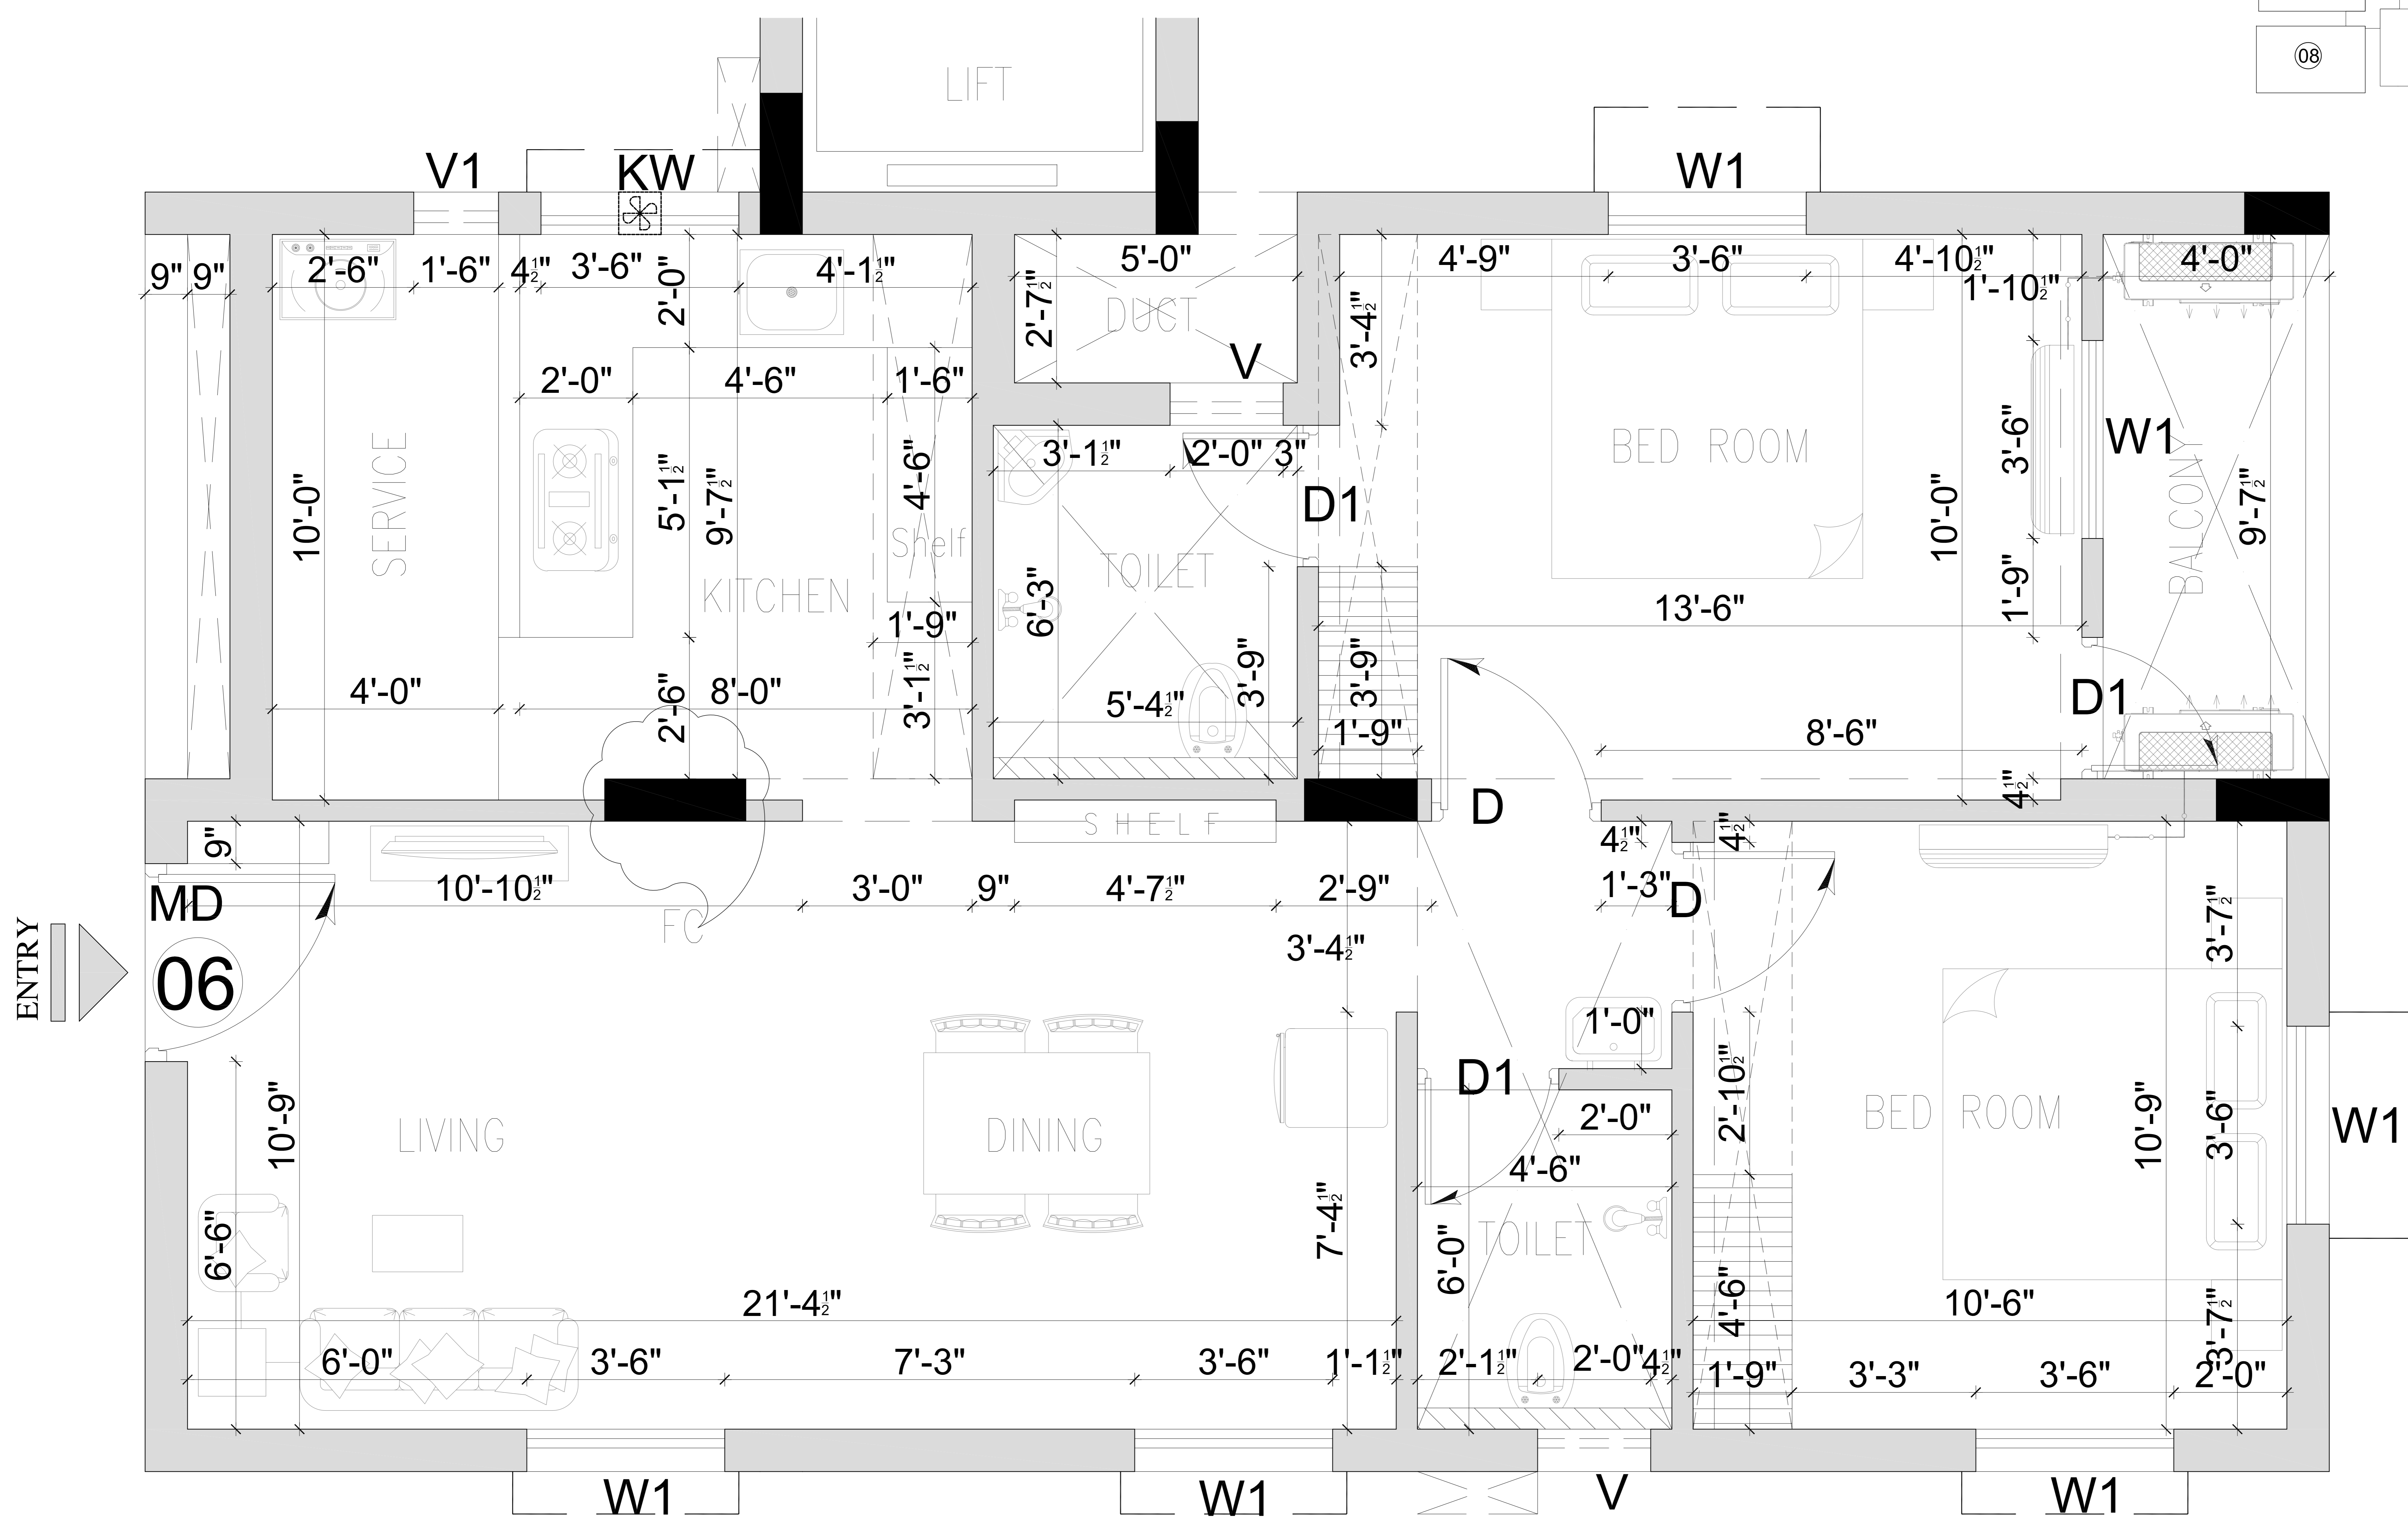 LIFT
08
V1
KW
W1
9"
9"
2'-6"
1'-6"
4½"
3'-6"
2'-0"
4'-1½"
5'-0"
2'-7½"
DUCT
V
3'-4½"
4'-9"
3'-6"
4'-10½"
1'-10½"
4'-0"
2'-0"
4'-6"
1'-6"
SERVICE
10'-0"
5'-1½"
9'-7½"
4'-6"
Shelf
KITCHEN
1'-9"
3'-1½"
2'-0"
3"
D1
TOILET
6'-3"
3'-9"
5'-4½"
3'-9"
1'-9"
BED ROOM
13'-6"
10'-0"
3'-6"
W1
BALCONY
9'-7½"
1'-9"
D1
8'-6"
4½"
4'-0"
2'-6"
8'-0"
3'-1½"
D
SHELF
9"
MD
10'-10½"
FC
3'-0"
9"
4'-7½"
2'-9"
3'-4½"
4½"
4½"
1'-3"
D
3'-7½"
ENTRY
06
LIVING
10'-9"
6'-6"
DINING
7'-4½"
1'-0"
D1
2'-0"
4'-6"
TOILET
6'-0"
2'-10½"
4'-6"
BED ROOM
10'-9"
3'-6"
W1
3'-7½"
21'-4½"
10'-6"
6'-0"
3'-6"
7'-3"
3'-6"
1'-1½"
2'-1½"
2'-0"
4½"
1'-9"
3'-3"
3'-6"
2'-0"
W1
W1
V
W1